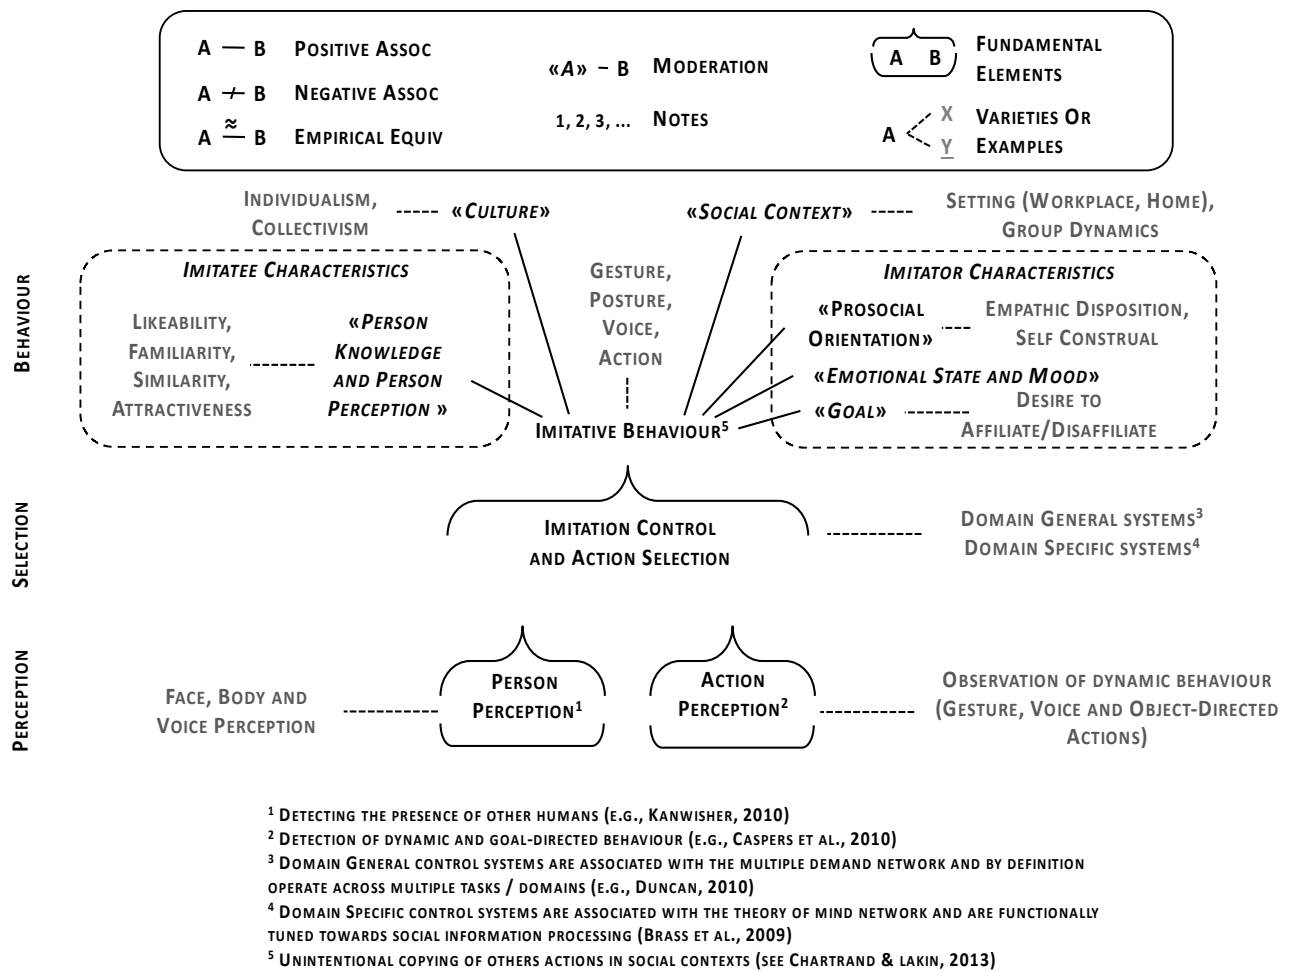 A — B Positive Assoc
A -/- B Negative Assoc
≈
A — B Empirical Equiv
«A» – B Moderation
1, 2, 3, ... Notes
A B Fundamental
Elements
A X Varieties Or
Y Examples
Individualism,
Collectivism
«Culture»
«Social Context»
Setting (Workplace, Home),
Group Dynamics
Behaviour
Imitatee Characteristics
Likeability,
Familiarity,
Similarity,
Attractiveness
«Person
Knowledge
and Person
Perception »
Gesture,
Posture,
Voice,
Action
Imitator Characteristics
«Prosocial
Orientation»
Empathic Disposition,
Self Construal
«Emotional State and Mood»
«Goal»
Desire to
Affiliate/Disaffiliate
Imitative Behaviour⁵
Selection
Imitation Control
and Action Selection
Domain General systems³
Domain Specific systems⁴
Perception
Face, Body and
Voice Perception
Person
Perception¹
Action
Perception²
Observation of dynamic behaviour
(Gesture, Voice and Object-Directed
Actions)
¹ Detecting the presence of other humans (e.g., Kanwisher, 2010)
² Detection of dynamic and goal-directed behaviour (e.g., Caspers et al., 2010)
³ Domain General control systems are associated with the multiple demand network and by definition
operate across multiple tasks / domains (e.g., Duncan, 2010)
⁴ Domain Specific control systems are associated with the theory of mind network and are functionally
tuned towards social information processing (Brass et al., 2009)
⁵ Unintentional copying of others actions in social contexts (see Chartrand & lakin, 2013)